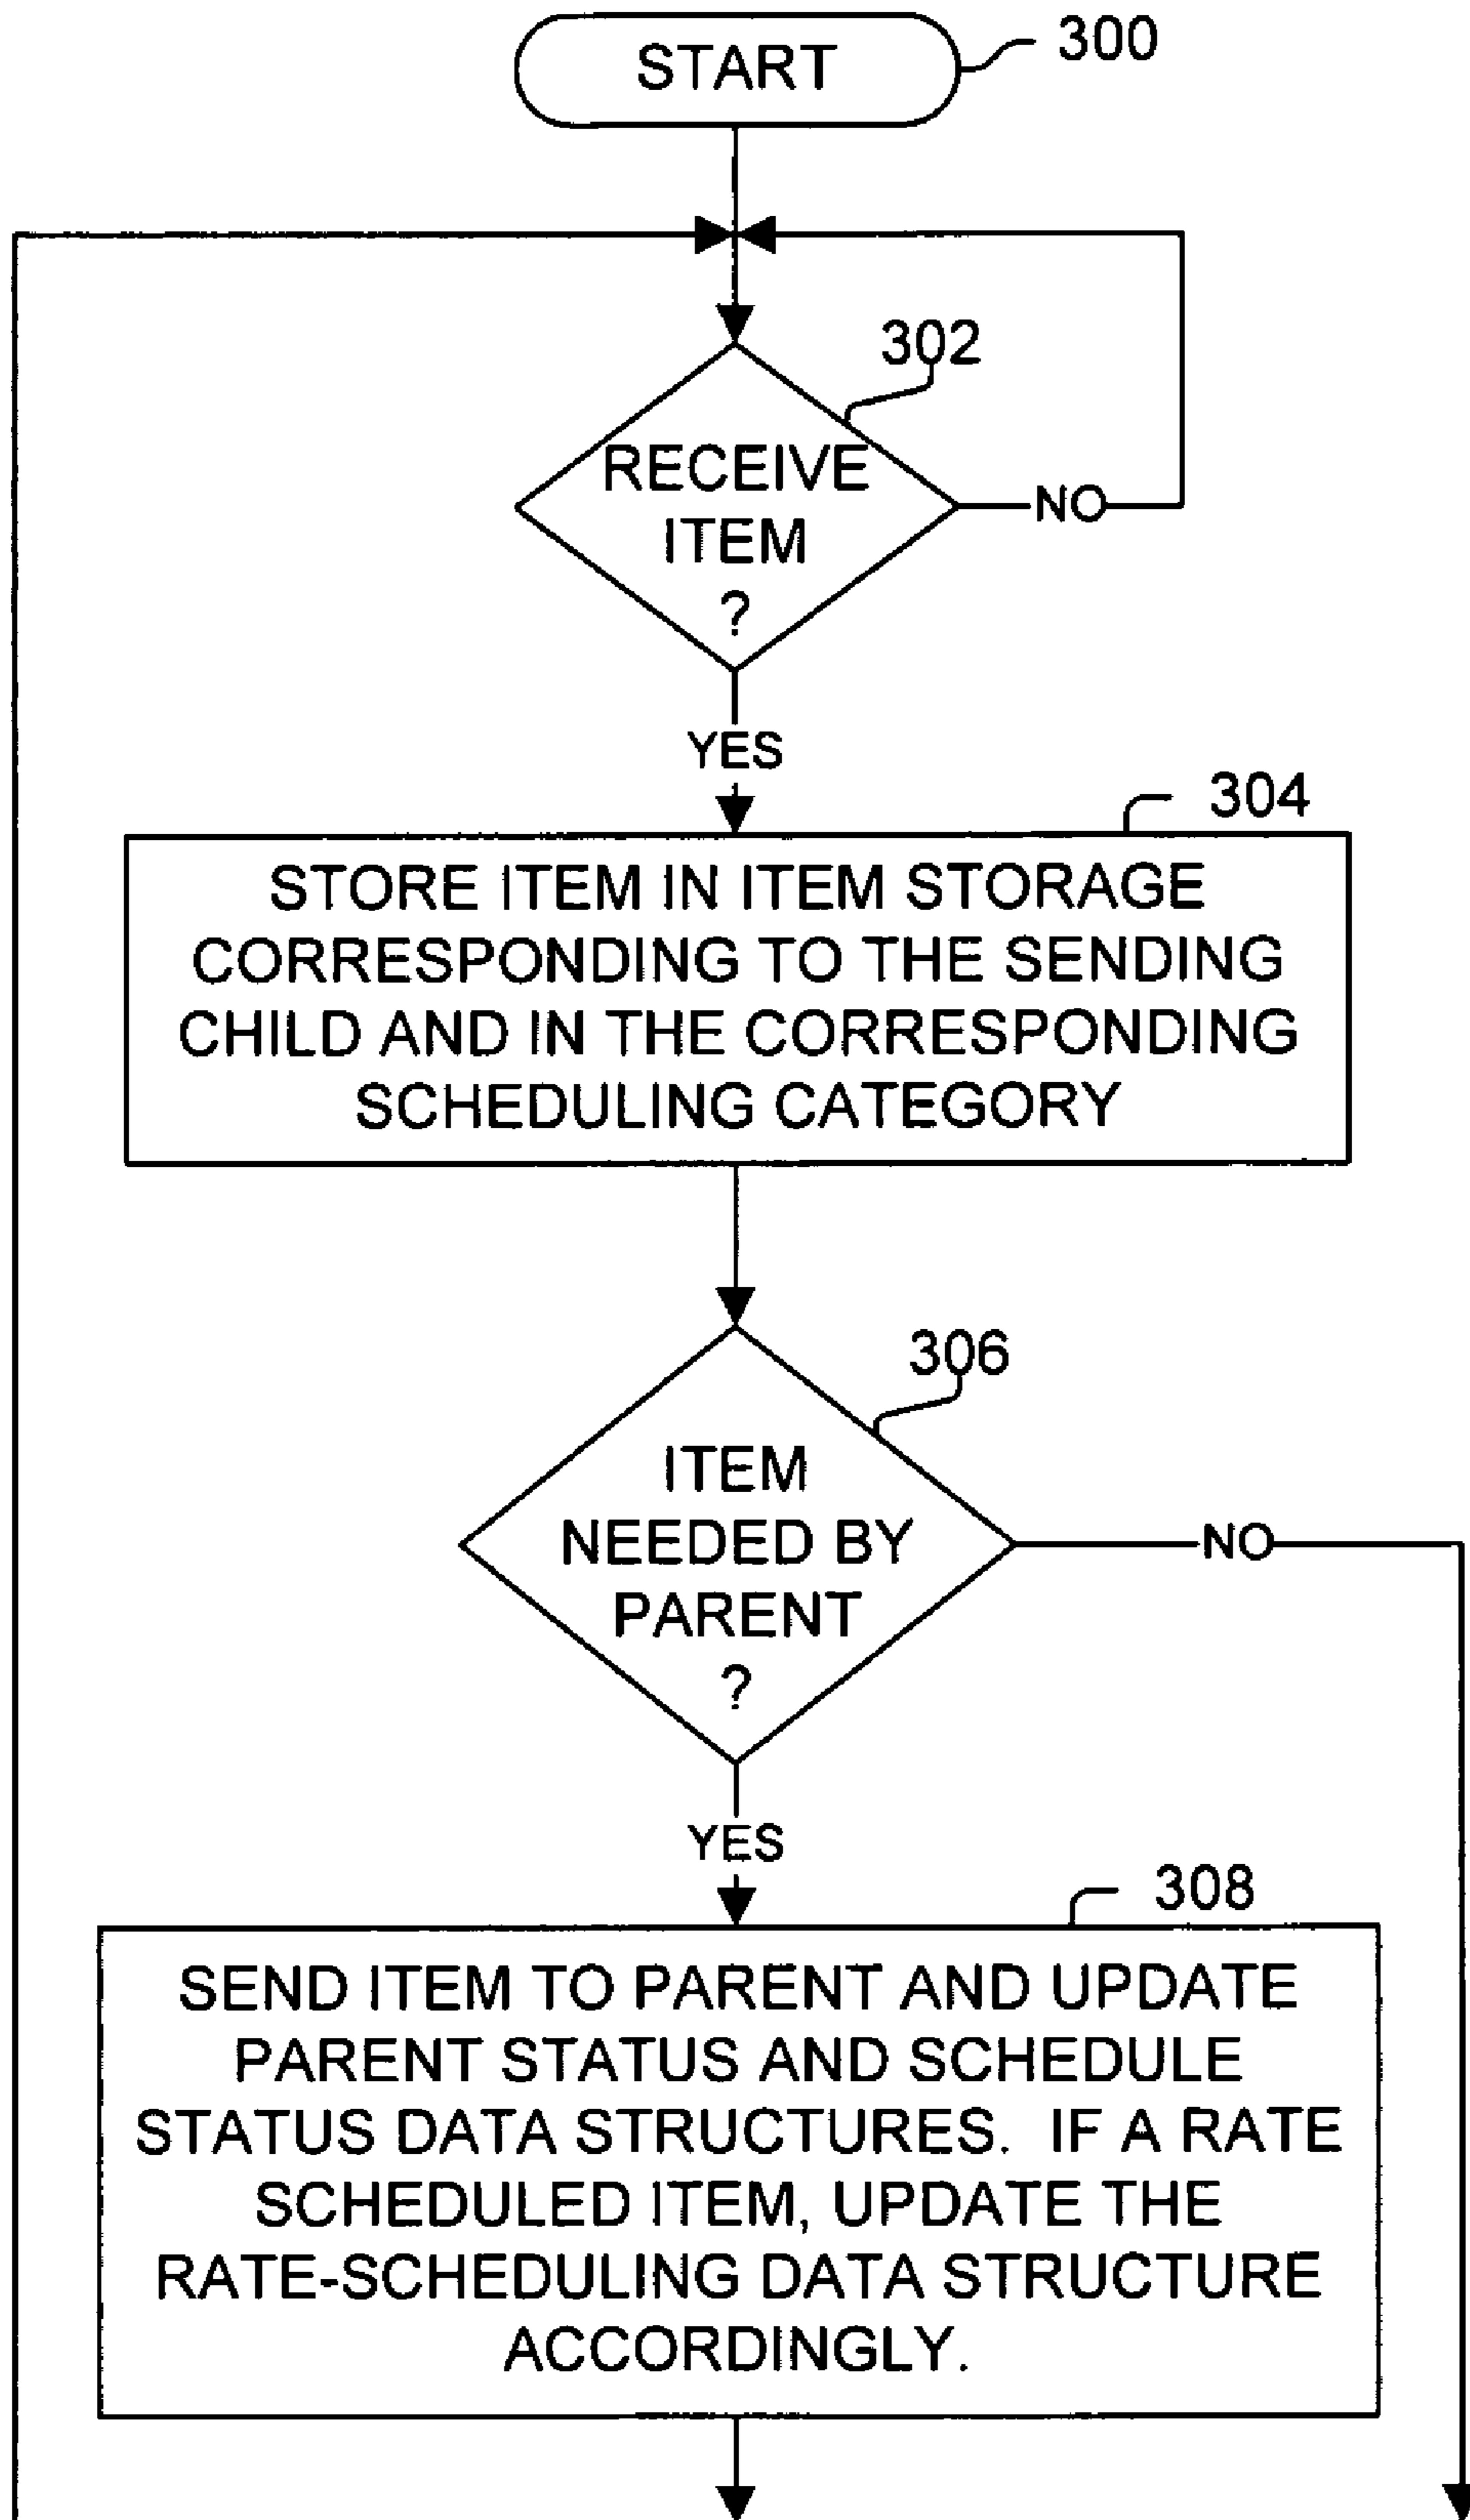 START
300
302
RECEIVE
ITEM
?
NO
YES
304
STORE ITEM IN ITEM STORAGE
CORRESPONDING TO THE SENDING
CHILD AND IN THE CORRESPONDING
SCHEDULING CATEGORY
306
ITEM
NEEDED BY
PARENT
?
NO
YES
308
SEND ITEM TO PARENT AND UPDATE
PARENT STATUS AND SCHEDULE
STATUS DATA STRUCTURES. IF A RATE
SCHEDULED ITEM, UPDATE THE
RATE-SCHEDULING DATA STRUCTURE
ACCORDINGLY.